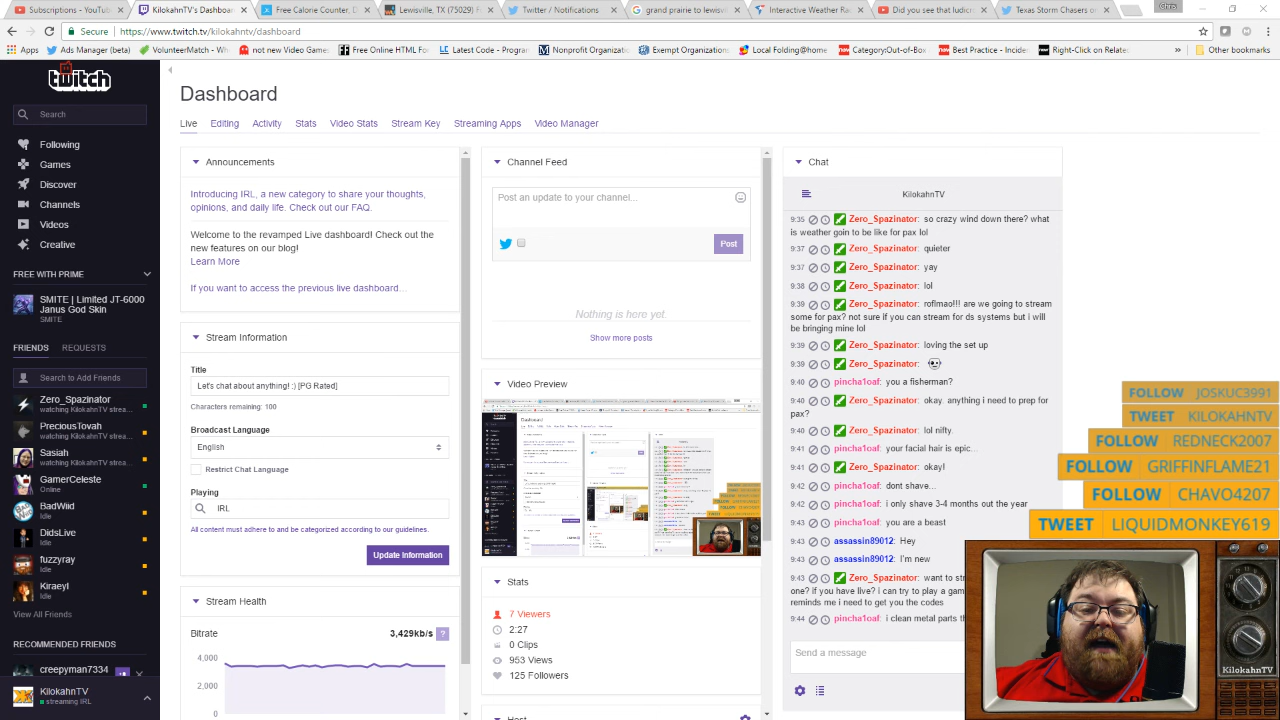 Subscriptions - YouTub
KilokahnTV's Dashboard
Free Calorie Counter, D
Lewisville, TX (75029) F
Twitter / Notifications
grand prairie to lewisv
Interactive Weather Ra
Did you see that ludicr
Texas Storm Chasers o
Chris
Secure
https://www.twitch.tv/kilokahntv/dashboard
Apps
Ads Manager (beta)
VolunteerMatch - Wh
not new Video Games
Free Online HTML For
Latest Code - Precipi
Nonprofit Organizatio
Exempt Organizations
Local Folding@home
CategoryOut-of-Box
Best Practice - Incide
Right-Click on Relate
Other bookmarks
twitch
Search
Following
Games
Discover
Channels
Videos
Creative
FREE WITH PRIME
SMITE | Limited JT-6000
Janus God Skin
SMITE
FRIENDS
REQUESTS
Search to Add Friends
Zero_Spazinator
watching KilokahnTV strea...
PreciousTovah
watching KilokahnTV strea...
Sasiah
watching KilokahnTV strea...
GamerCeleste
Online
BadWiid
Idle
DidsLive
Idle
fuzzyray
Idle
Kiraeyl
Idle
View All Friends
RECOMMENDED FRIENDS
creepyman7334
KilokahnTV
streaming IRL
Dashboard
Live
Editing
Activity
Stats
Video Stats
Stream Key
Streaming Apps
Video Manager
Announcements
Introducing IRL, a new category to share your thoughts,
opinions, and daily life. Check out our FAQ.
Welcome to the revamped Live dashboard! Check out the
new features on our blog!
Learn More
If you want to access the previous live dashboard...
Stream Information
Title
Let's chat about anything! :) [PG Rated]
Characters remaining: 100
Broadcast Language
English
Restrict Chat Language
Playing
IRL
All content must adhere to and be categorized according to our guidelines.
Update Information
Stream Health
Bitrate
3,429kb/s
?
4,000
2,000
0
Channel Feed
Post an update to your channel...
Post
Nothing is here yet.
Show more posts
Video Preview
Stats
7 Viewers
2:27
0 Clips
953 Views
125 Followers
Host
Chat
KilokahnTV
9:35 Zero_Spazinator: so crazy wind down there? what
is weather goin to be like for pax lol
9:37 Zero_Spazinator: quieter
9:37 Zero_Spazinator: yay
9:38 Zero_Spazinator: lol
9:39 Zero_Spazinator: roflmao!!! are we going to stream
some for pax? not sure if you can stream for ds systems but i will
be bringing mine lol
9:39 Zero_Spazinator: loving the set up
9:39 Zero_Spazinator:
9:40 pincha1oaf: you a fisherman?
9:40 Zero_Spazinator: okay. anything i need to prep for
pax?
9:40 Zero_Spazinator: lol nifty.
9:41 pincha1oaf: your facial hair is epic...
9:41 Zero_Spazinator: okay!
9:42 pincha1oaf: dont shave...
9:42 pincha1oaf: i only shave 3-4 months out the year
9:43 pincha1oaf: you are a beast
9:43 assassin89012: Hey
9:43 assassin89012: I'm new
9:43 Zero_Spazinator: want to str
one? if you have live? i can try to play a gam
reminds me i need to get you the codes
9:44 pincha1oaf: i clean metal parts th
Send a message
FOLLOW JOSKUC3991
TWEET KILOKAHNTV
FOLLOW REBNECK2007
FOLLOW GRIFFINFLAME21
FOLLOW CHAVO4207
TWEET LIQUIDMONKEY619
KilokahnTV